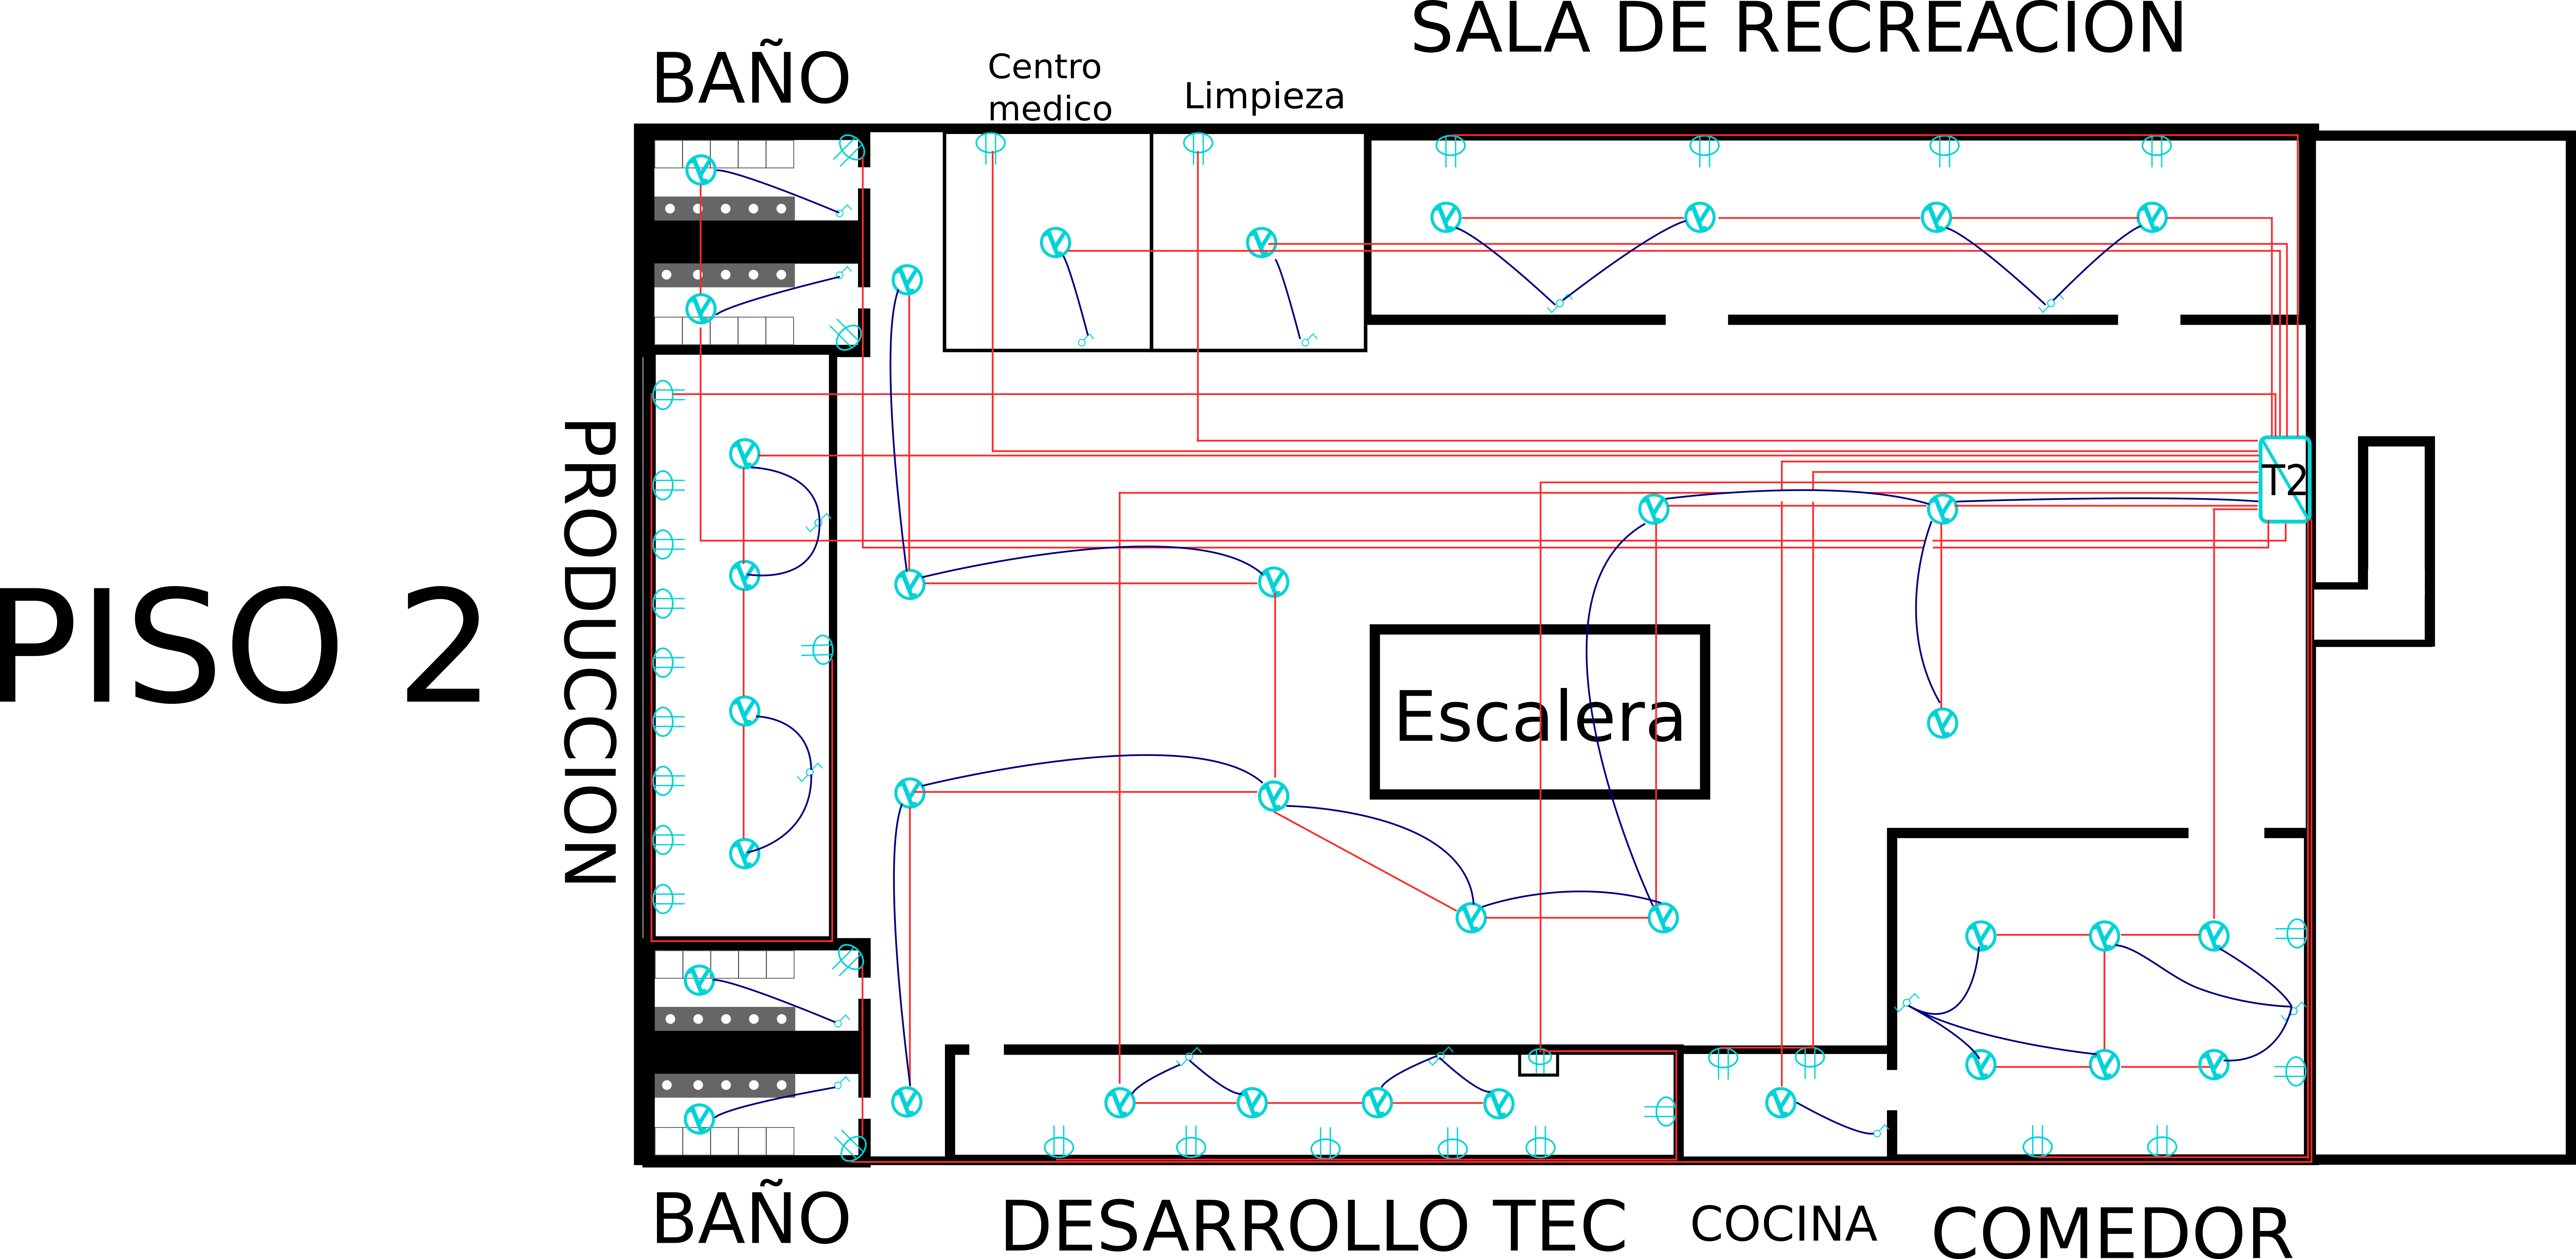 SALA DE RECREACION
BAÑO
Centro
medico
Limpieza
PRODUCCION
T2
PISO 2
Escalera
BAÑO
DESARROLLO TEC
COCINA
COMEDOR